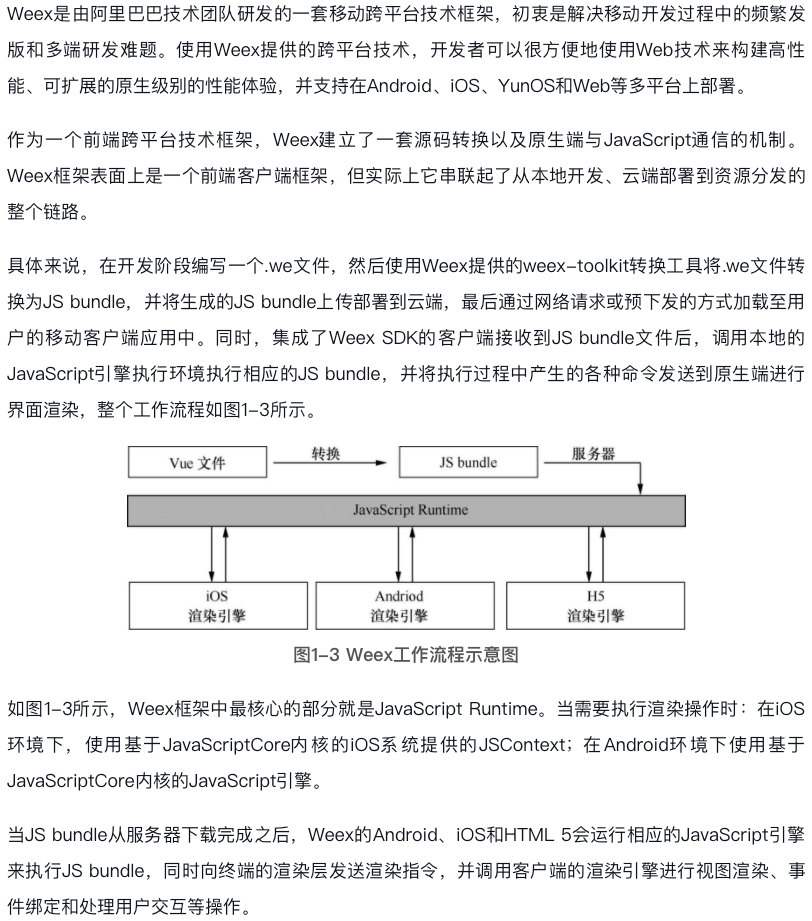 Weex是由阿里巴巴技术团队研发的一套移动跨平台技术框架，初衷是解决移动开发过程中的频繁发
版和多端研发难题。使用Weex提供的跨平台技术，开发者可以很方便地使用Web技术来构建高性
能、可扩展的原生级别的性能体验，并支持在Android、iOS、YunOS和Web等多平台上部署。
作为一个前端跨平台技术框架，Weex建立了一套源码转换以及原生端与JavaScript通信的机制。
Weex框架表面上是一个前端客户端框架，但实际上它串联起了从本地开发、云端部署到资源分发的
整个链路。
具体来说，在开发阶段编写一个.we文件，然后使用Weex提供的weex-toolkit转换工具将.we文件转
换为JS bundle，并将生成的JS bundle上传部署到云端，最后通过网络请求或预下发的方式加载至用
户的移动客户端应用中。同时，集成了Weex SDK的客户端接收到JS bundle文件后，调用本地的
JavaScript引擎执行环境执行相应的JS bundle，并将执行过程中产生的各种命令发送到原生端进行
界面渲染，整个工作流程如图1-3所示。
Vue 文件 转换 JS bundle 服务器
JavaScript Runtime
iOS Andriod H5
渲染引擎 渲染引擎 渲染引擎
图1-3 Weex工作流程示意图
如图1-3所示，Weex框架中最核心的部分就是JavaScript Runtime。当需要执行渲染操作时：在iOS
环境下，使用基于JavaScriptCore内核的iOS系统提供的JSContext；在Android环境下使用基于
JavaScriptCore内核的JavaScript引擎。
当JS bundle从服务器下载完成之后，Weex的Android、iOS和HTML 5会运行相应的JavaScript引擎
来执行JS bundle，同时向终端的渲染层发送渲染指令，并调用客户端的渲染引擎进行视图渲染、事
件绑定和处理用户交互等操作。